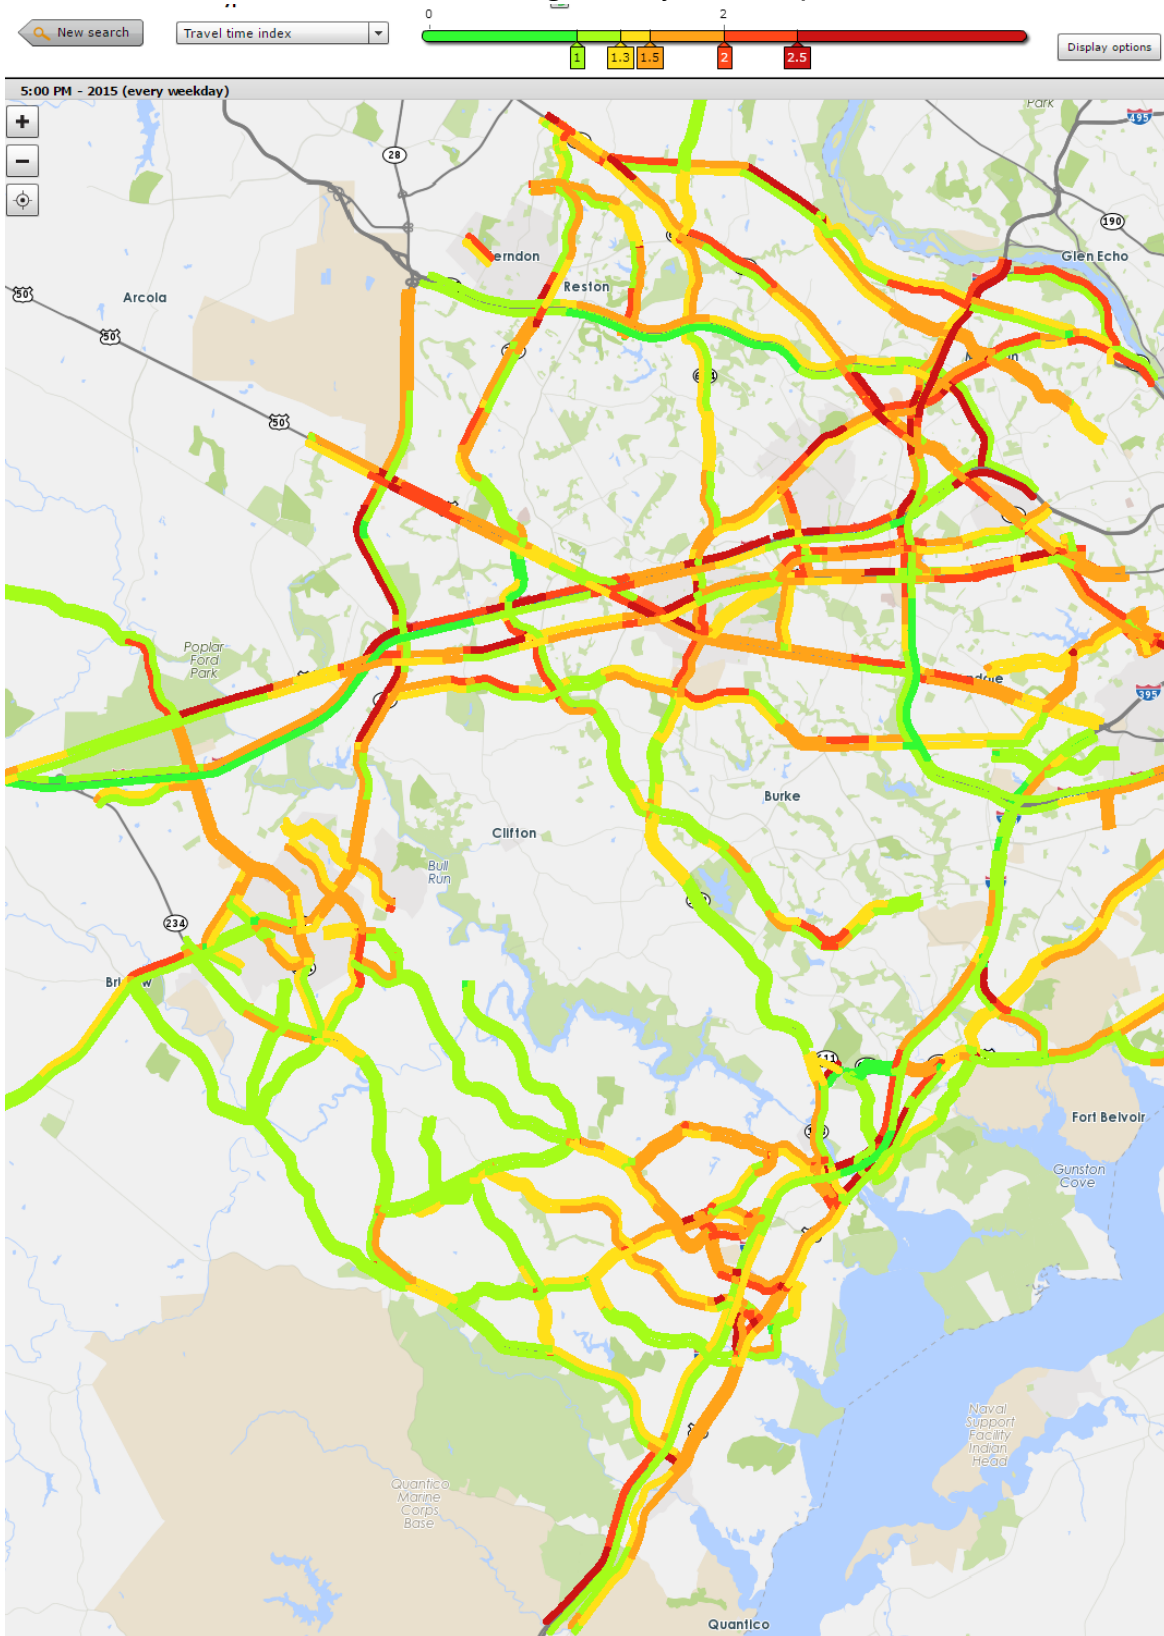 0
2
New search
Travel time index
1
1.3
1.5
2
2.5
Display options
5:00 PM - 2015 (every weekday)
+
−
Park
495
28
190
Glen Echo
erndon
Reston
50
Arcola
50
50
Poplar
Ford
Park
395
Burke
Clifton
Bull
Run
234
Fort Belvoir
Gunston
Cove
Naval
Support
Facility
Indian
Head
Quantico
Marine
Corps
Base
Quantico